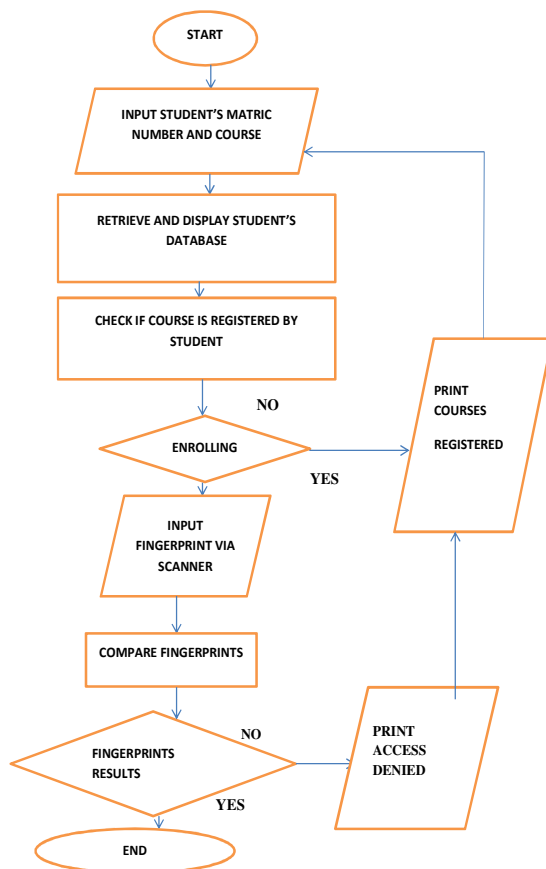 START
INPUT STUDENT’S MATRIC
NUMBER AND COURSE
RETRIEVE AND DISPLAY STUDENT’S
DATABASE
CHECK IF COURSE IS REGISTERED BY
STUDENT
NO
PRINT
COURSES
REGISTERED
ENROLLING
YES
INPUT
FINGERPRINT VIA
SCANNER
COMPARE FINGERPRINTS
NO
PRINT
ACCESS
DENIED
FINGERPRINTS
RESULTS
YES
END